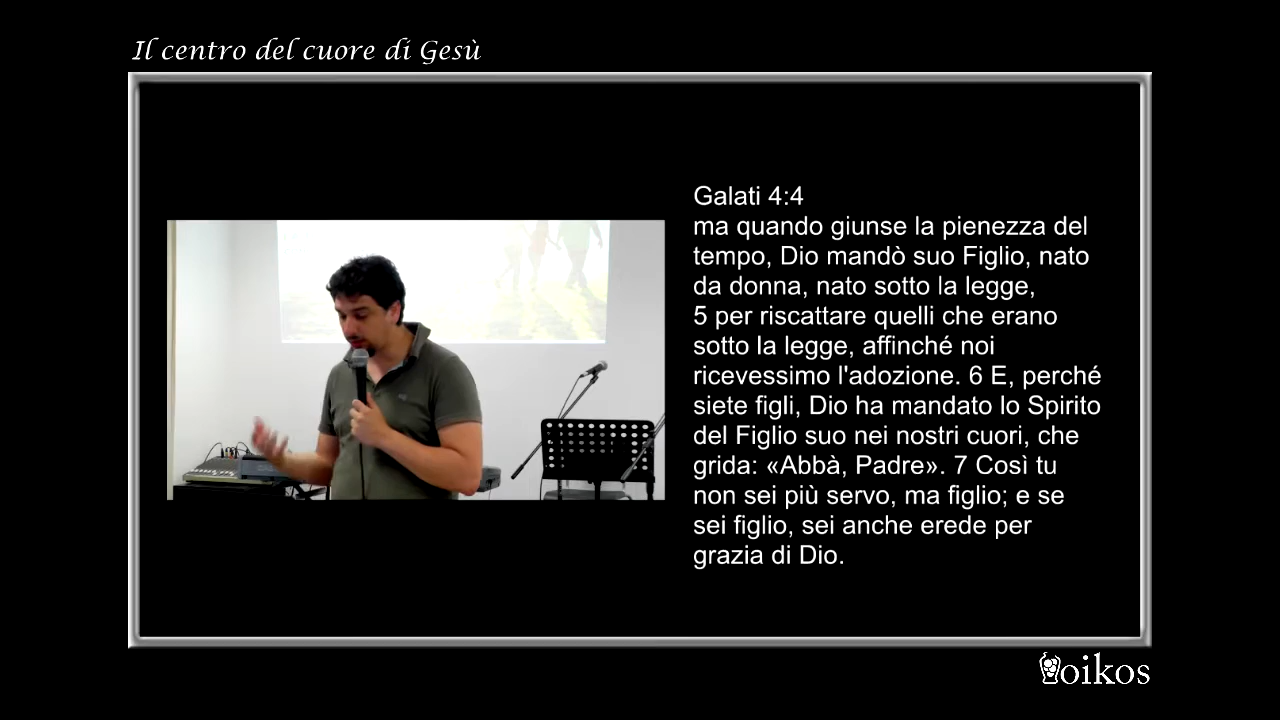 Il centro del cuore di Gesù
Galati 4:4
ma quando giunse la pienezza del
tempo, Dio mandò suo Figlio, nato
da donna, nato sotto la legge,
5 per riscattare quelli che erano
sotto la legge, affinché noi
ricevessimo l'adozione. 6 E, perché
siete figli, Dio ha mandato lo Spirito
del Figlio suo nei nostri cuori, che
grida: «Abbà, Padre». 7 Così tu
non sei più servo, ma figlio; e se
sei figlio, sei anche erede per
grazia di Dio.
oikos